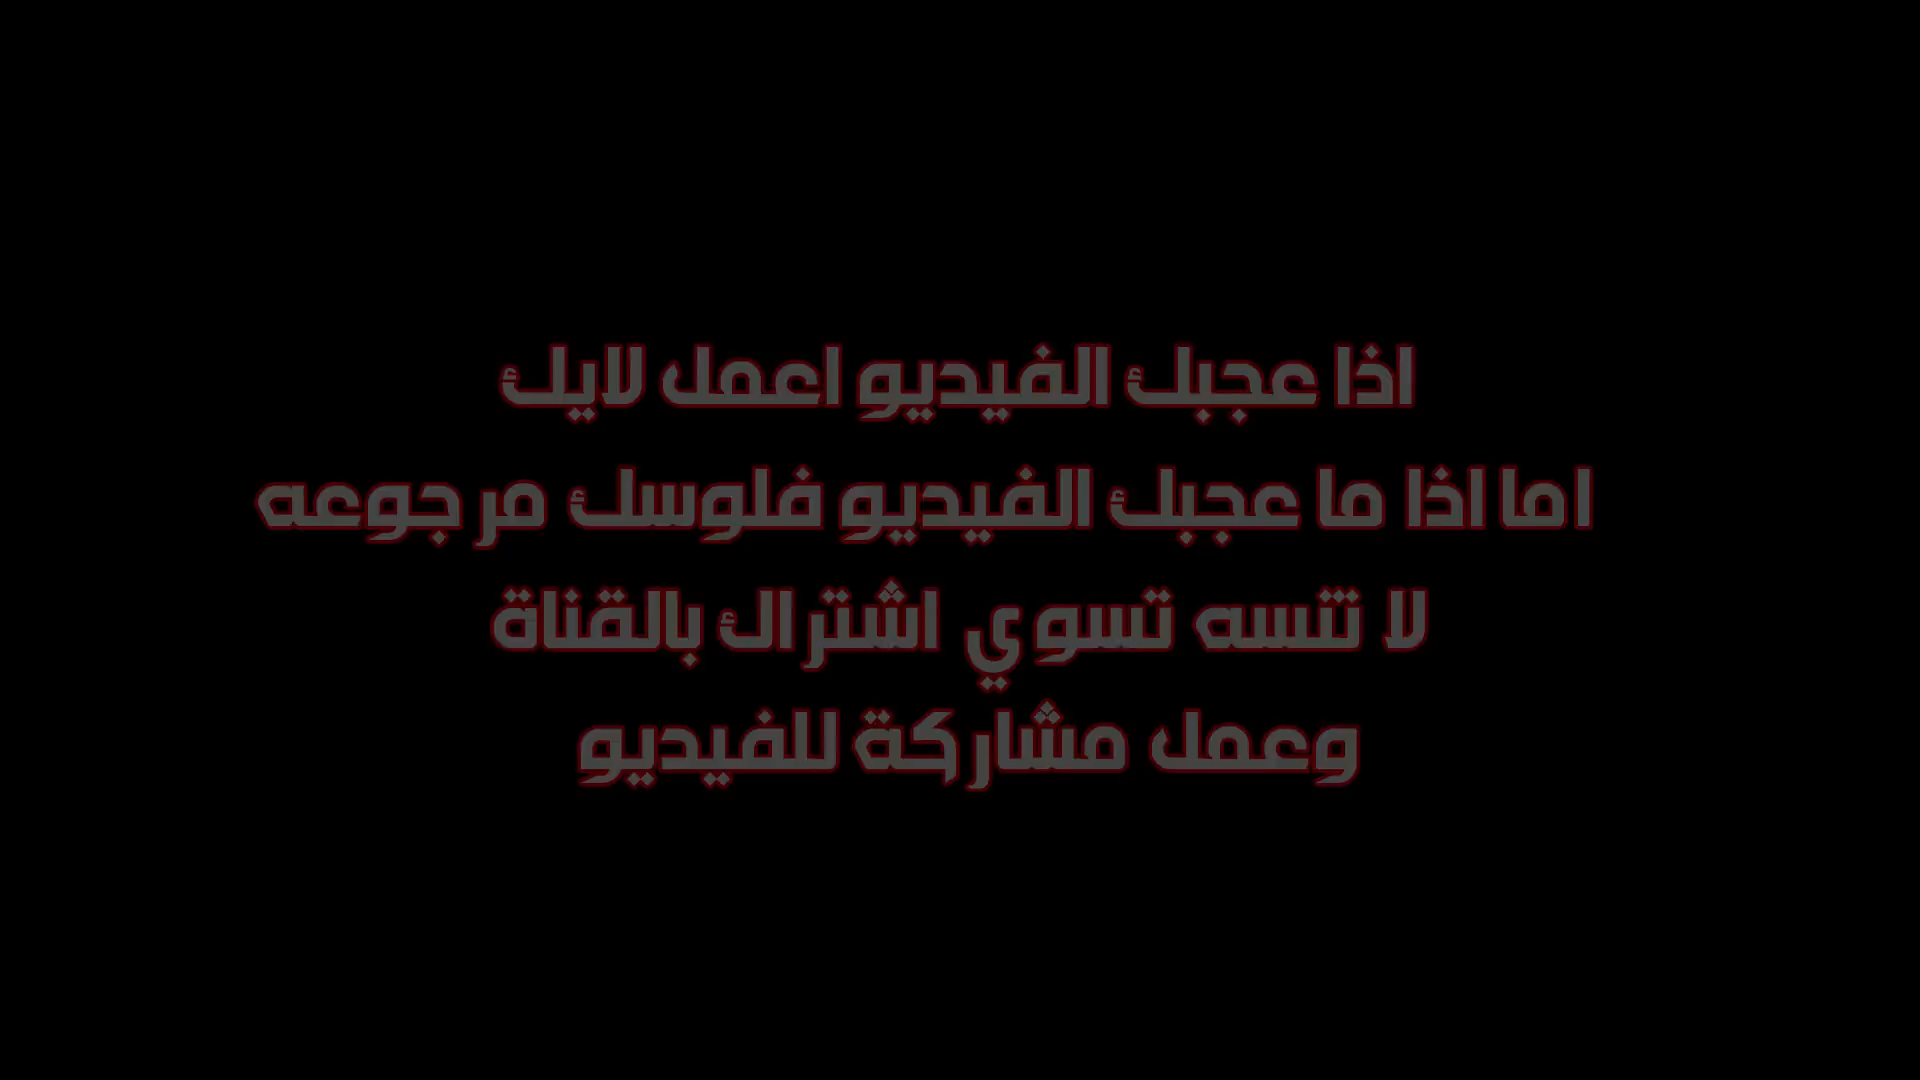 اذا عجبك الفيديو اعمل لايك
اما اذا ما عجبك الفيديو فلوسك مرجوعه
لا تنسه تسوي اشتراك بالقناة
وعمل مشاركة للفيديو